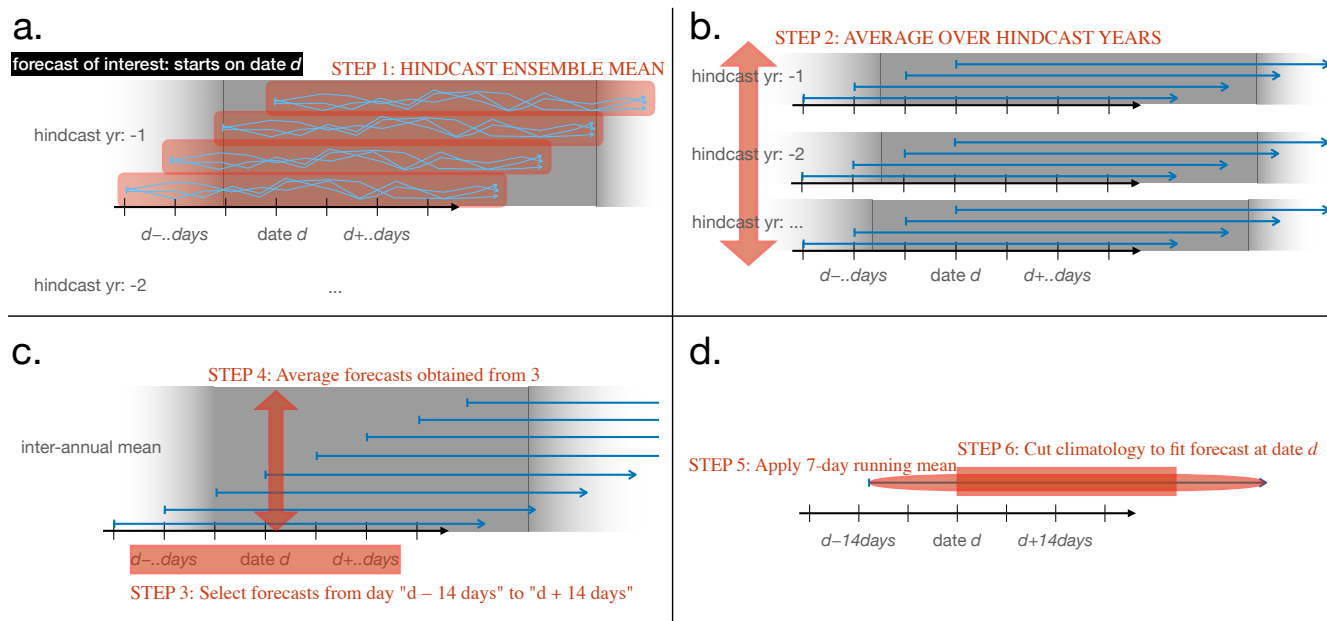 a.
forecast of interest: starts on date d
STEP 1: HINDCAST ENSEMBLE MEAN
hindcast yr: -1
d−..days date d d+..days
hindcast yr: -2 ...
b.
STEP 2: AVERAGE OVER HINDCAST YEARS
hindcast yr: -1
hindcast yr: -2
hindcast yr: ...
d−..days date d d+..days
c.
STEP 4: Average forecasts obtained from 3
inter-annual mean
d−..days date d d+..days
STEP 3: Select forecasts from day "d − 14 days" to "d + 14 days"
d.
STEP 6: Cut climatology to fit forecast at date d
STEP 5: Apply 7-day running mean
d−14days date d d+14days